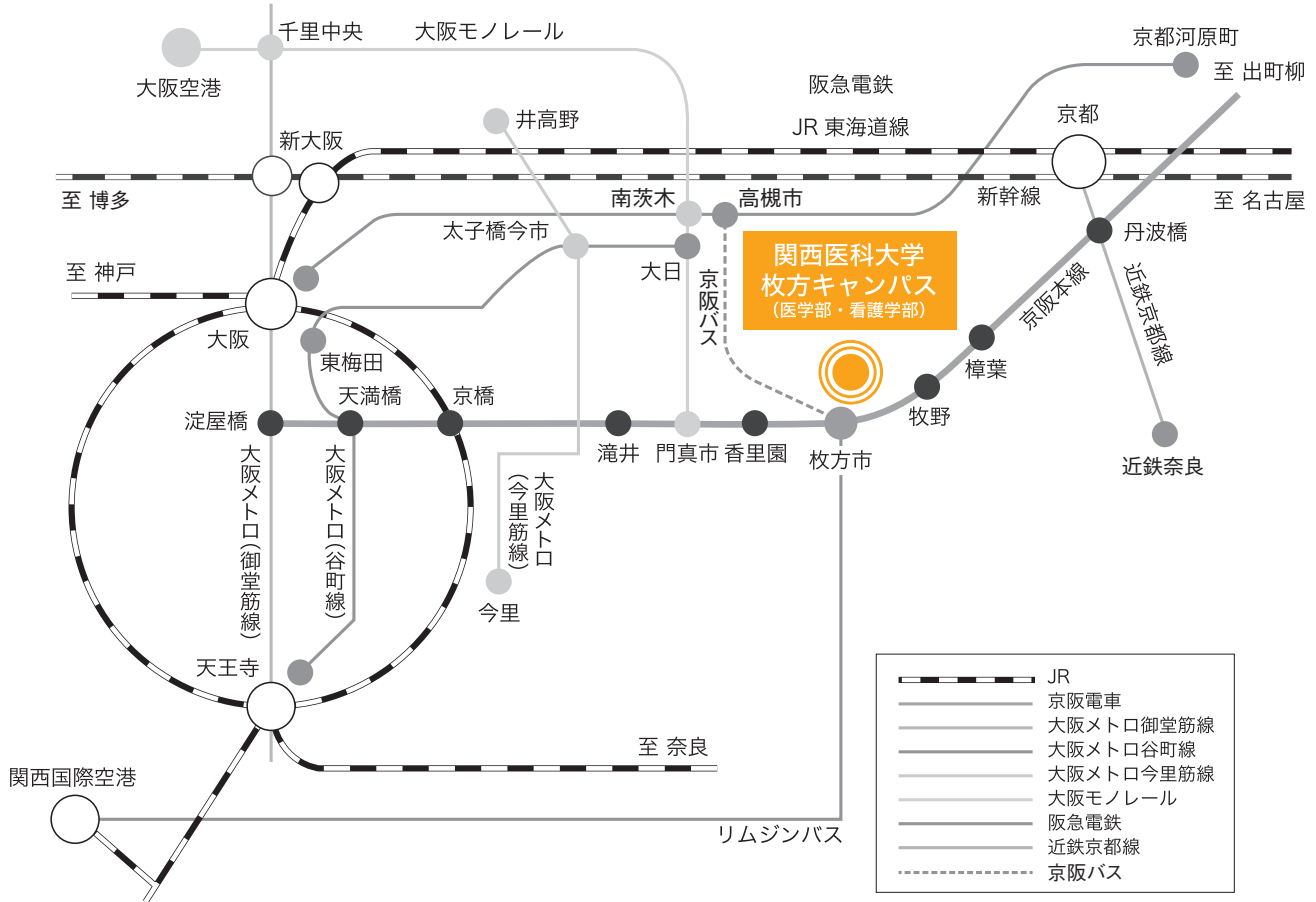 千里中央
大阪モノレール
京都河原町
大阪空港
阪急電鉄
至 出町柳
井高野
JR 東海道線
京都
新大阪
至 博多
南茨木
高槻市
新幹線
至 名古屋
太子橋今市
丹波橋
至 神戸
大日
京阪バス
関西医科大学
枚方キャンパス
（医学部・看護学部）
京阪本線
近鉄京都線
大阪
東梅田
樟葉
天満橋
京橋
牧野
淀屋橋
滝井
門真市
香里園
枚方市
近鉄奈良
大阪メトロ(御堂筋線)
大阪メトロ(谷町線)
大阪メトロ
(今里筋線)
今里
天王寺
至 奈良
関西国際空港
リムジンバス
JR
京阪電車
大阪メトロ御堂筋線
大阪メトロ谷町線
大阪メトロ今里筋線
大阪モノレール
阪急電鉄
近鉄京都線
京阪バス